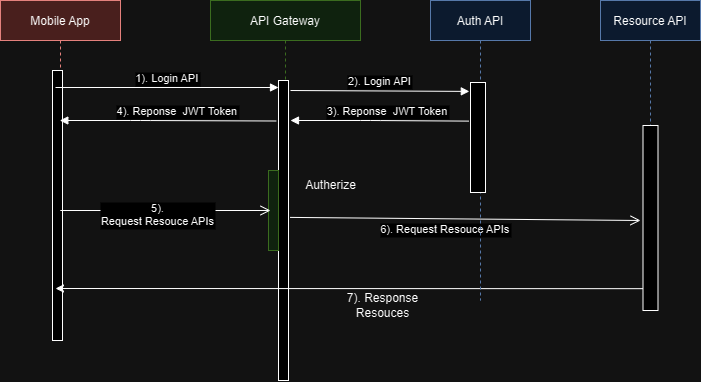 Mobile App
API Gateway
Auth API
Resource API
1). Login API
2). Login API
4). Reponse JWT Token
3). Reponse JWT Token
Autherize
5).
Request Resouce APIs
6). Request Resouce APIs
7). Response
Resouces